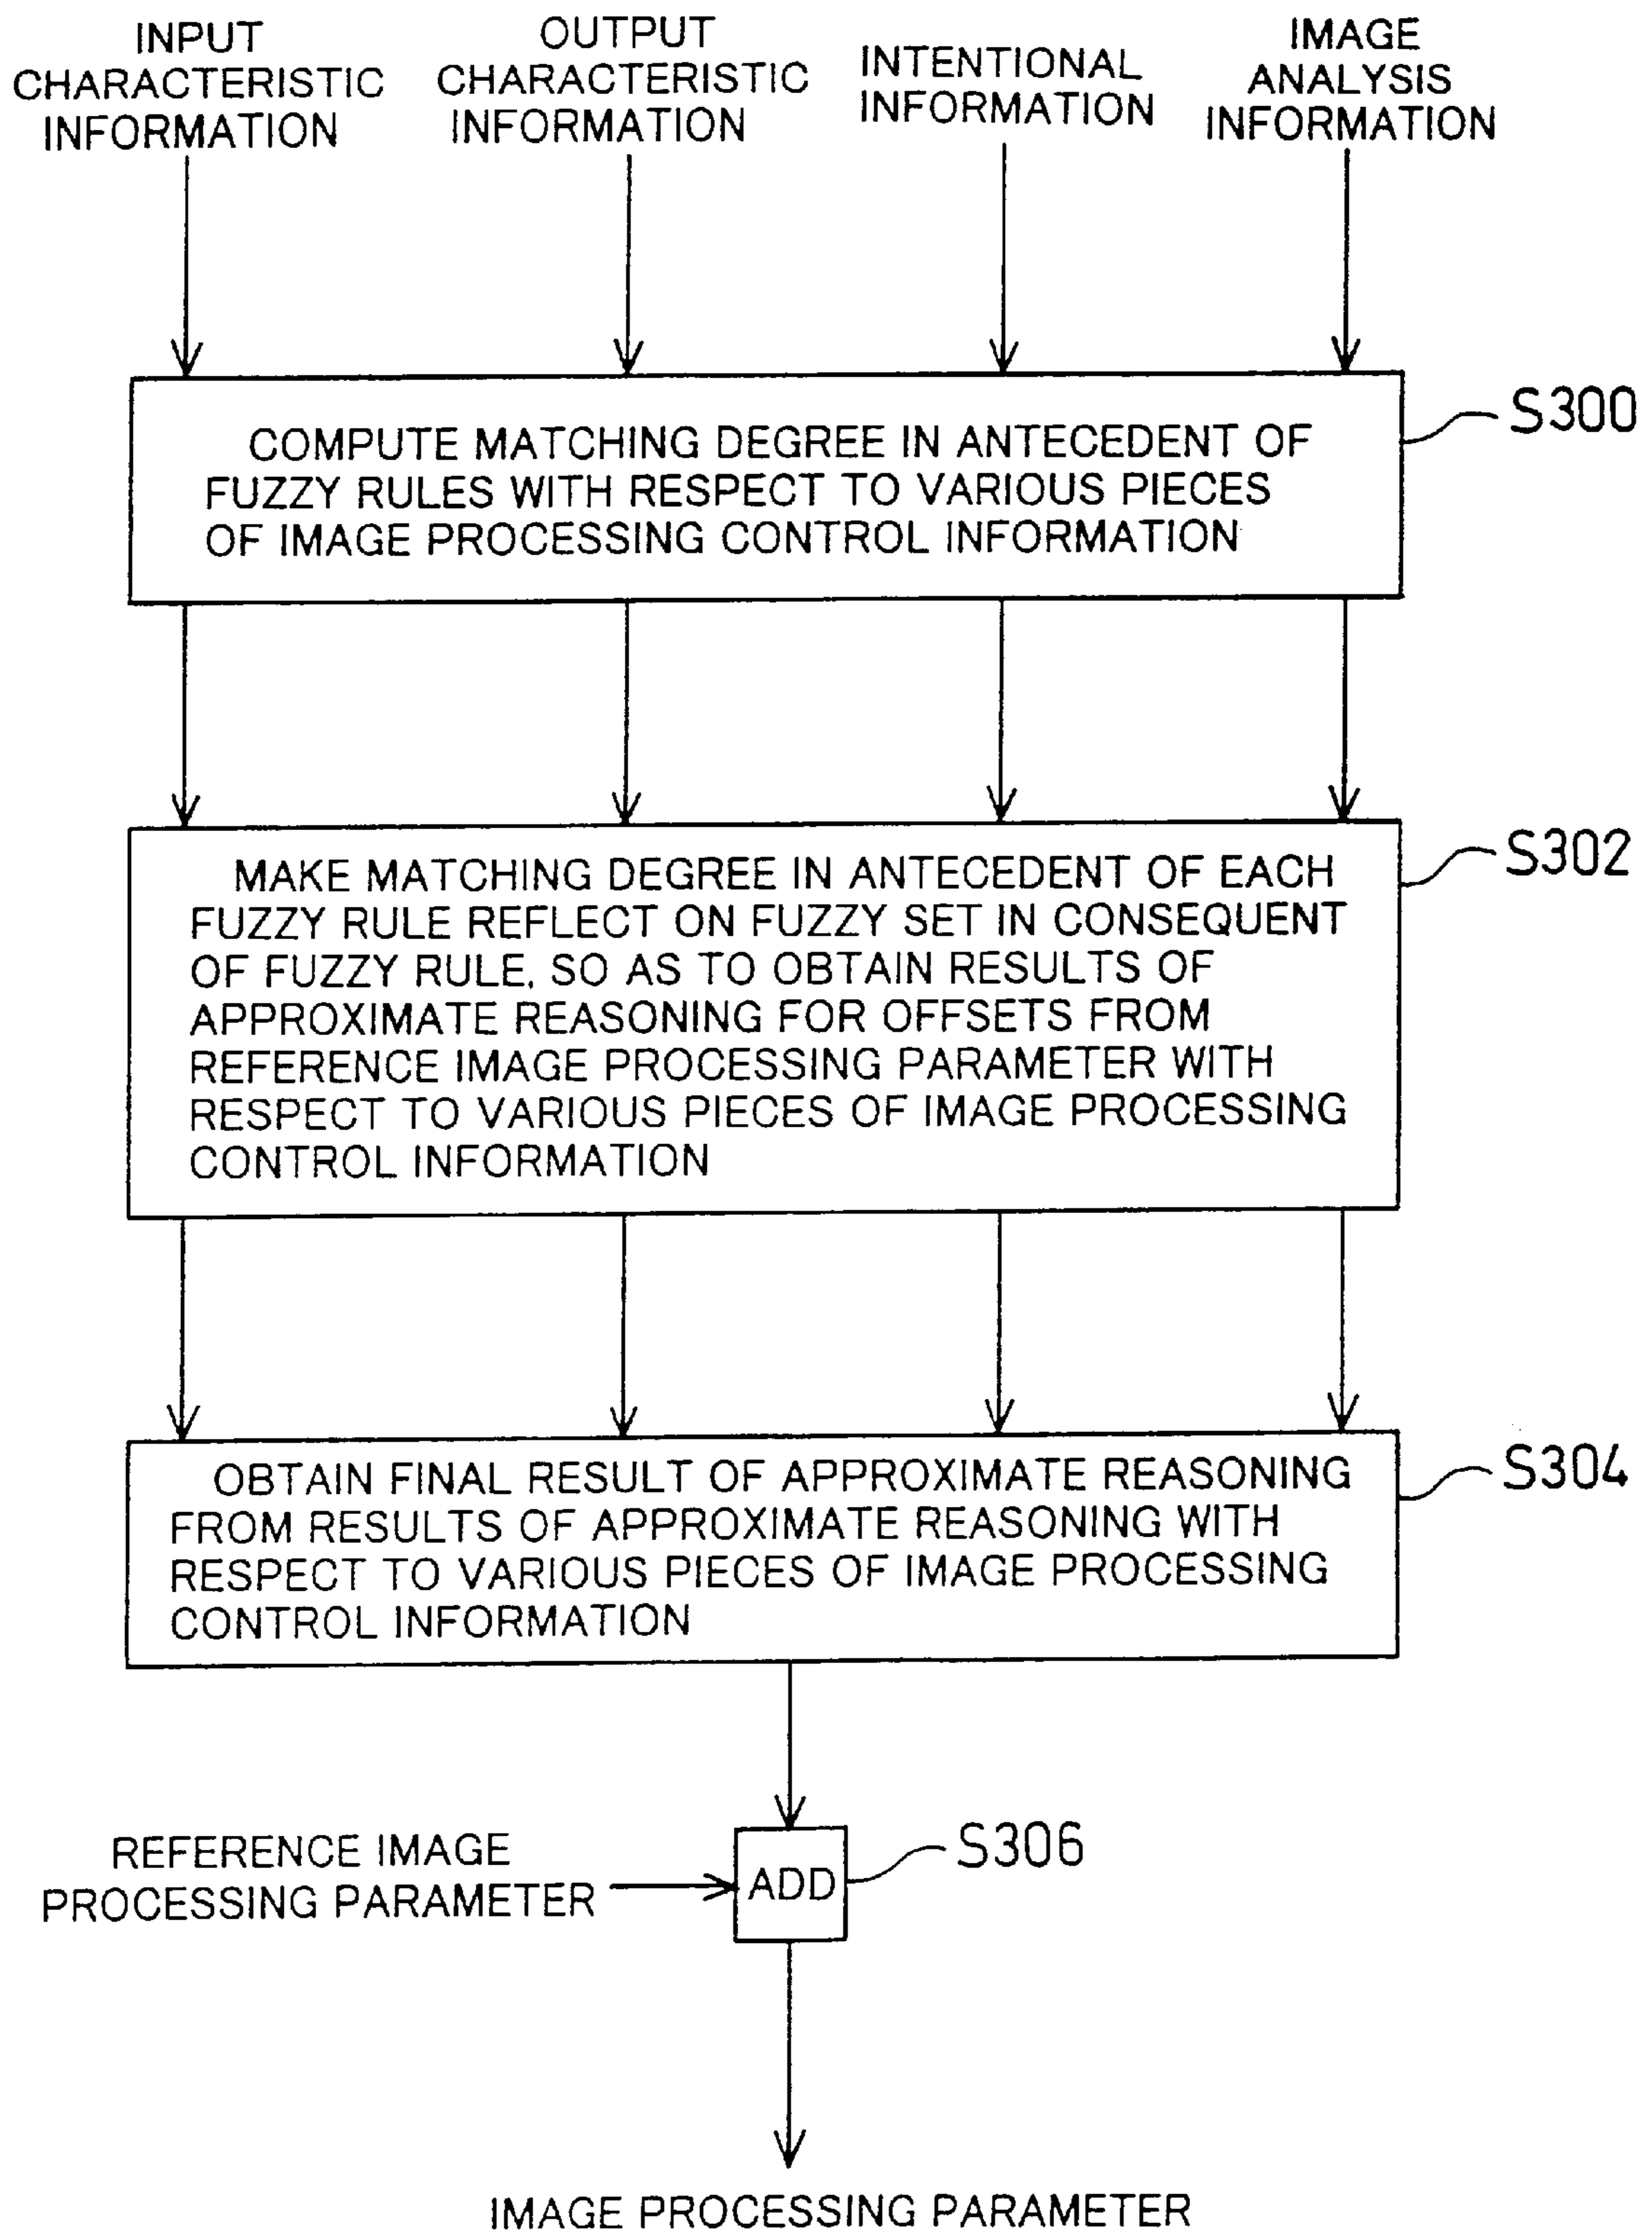 INPUT
CHARACTERISTIC
INFORMATION
OUTPUT
CHARACTERISTIC
INFORMATION
INTENTIONAL
INFORMATION
IMAGE
ANALYSIS
INFORMATION
S300
COMPUTE MATCHING DEGREE IN ANTECEDENT OF
FUZZY RULES WITH RESPECT TO VARIOUS PIECES
OF IMAGE PROCESSING CONTROL INFORMATION
S302
MAKE MATCHING DEGREE IN ANTECEDENT OF EACH
FUZZY RULE REFLECT ON FUZZY SET IN CONSEQUENT
OF FUZZY RULE, SO AS TO OBTAIN RESULTS OF
APPROXIMATE REASONING FOR OFFSETS FROM
REFERENCE IMAGE PROCESSING PARAMETER WITH
RESPECT TO VARIOUS PIECES OF IMAGE PROCESSING
CONTROL INFORMATION
S304
OBTAIN FINAL RESULT OF APPROXIMATE REASONING
FROM RESULTS OF APPROXIMATE REASONING WITH
RESPECT TO VARIOUS PIECES OF IMAGE PROCESSING
CONTROL INFORMATION
REFERENCE IMAGE
PROCESSING PARAMETER
ADD
S306
IMAGE PROCESSING PARAMETER